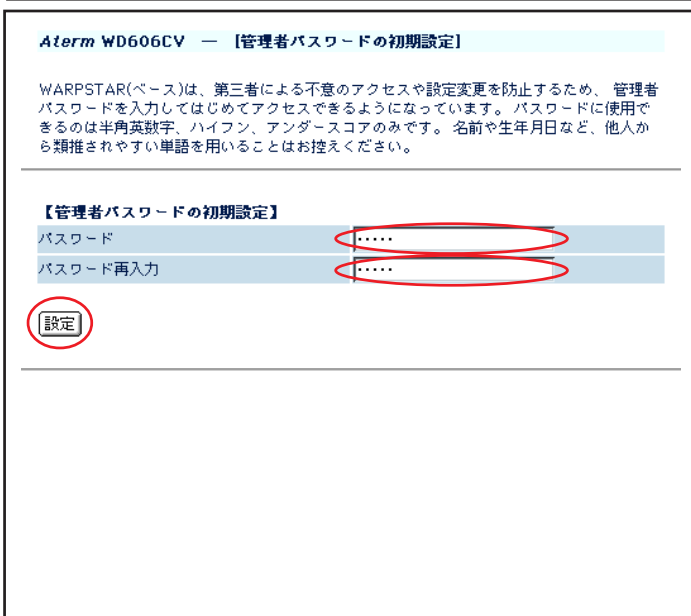 Aterm WD606CV ― [管理者パスワードの初期設定]
WARPSTAR(ベース)は、第三者による不意のアクセスや設定変更を防止するため、 管理者
パスワードを入力してはじめてアクセスできるようになっています。 パスワードに使用で
きるのは半角英数字、ハイフン、アンダースコアのみです。 名前や生年月日など、他人か
ら類推されやすい単語を用いることはお控えください。
【管理者パスワードの初期設定】
パスワード •••••
パスワード再入力 •••••
設定